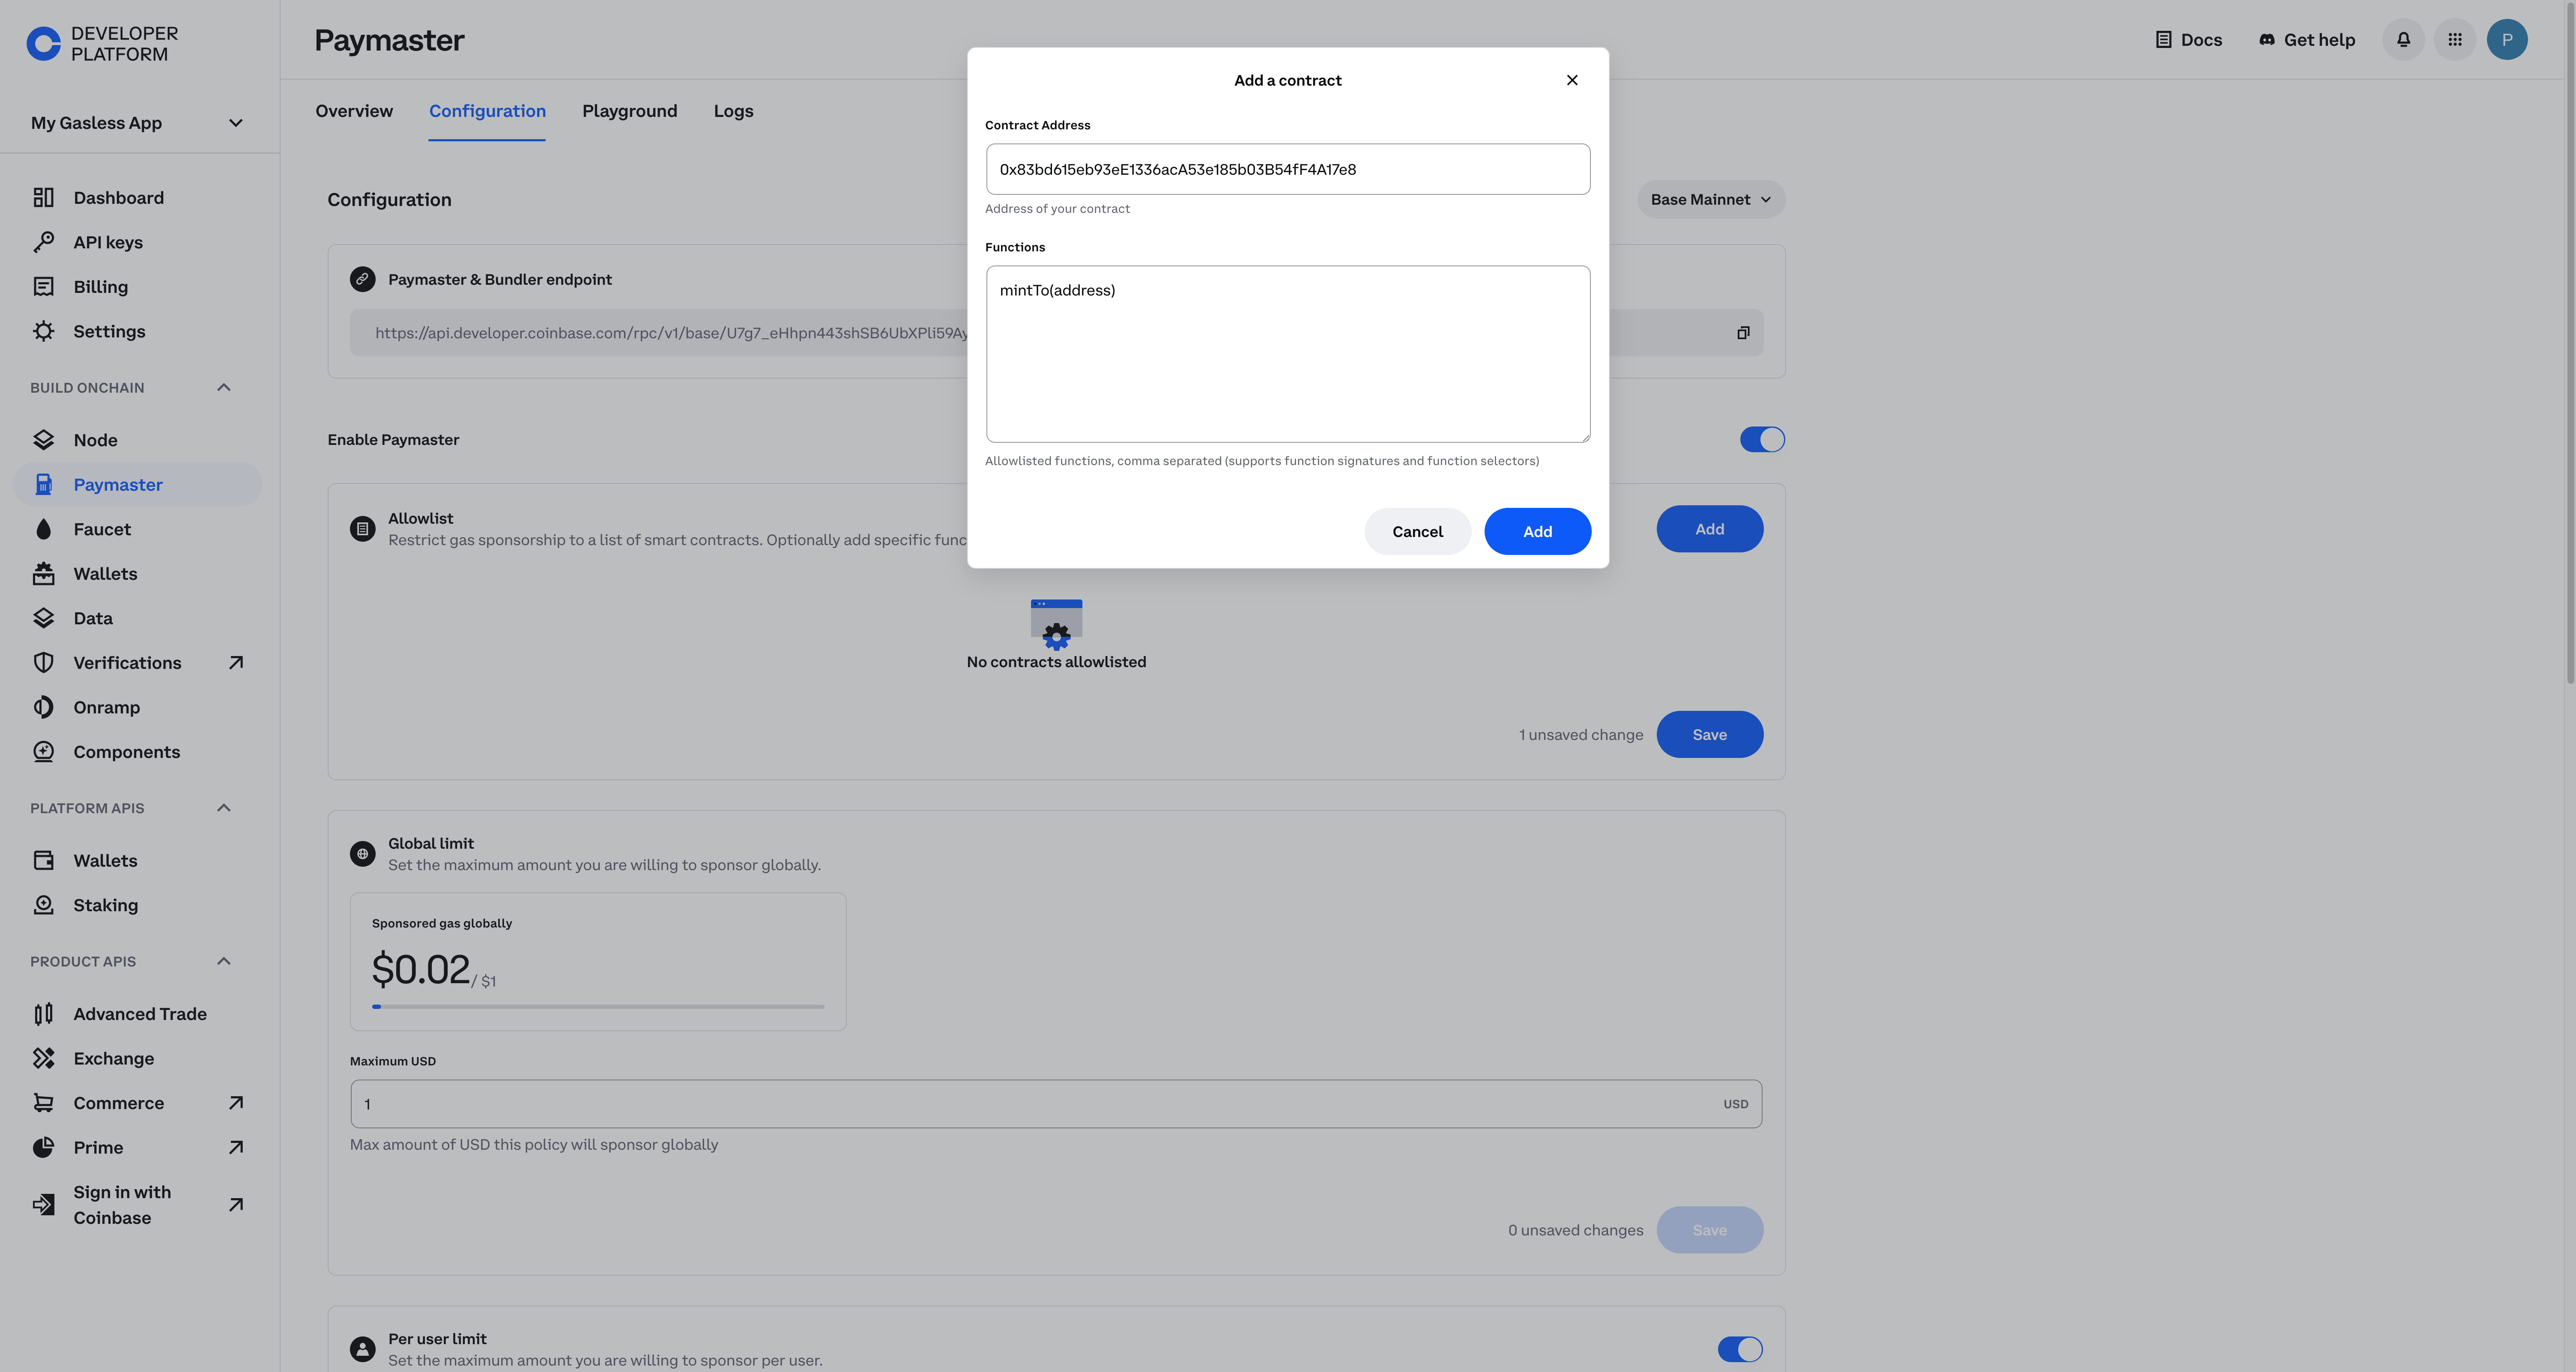 DEVELOPER
PLATFORM
My Gasless App
Dashboard
API keys
Billing
Settings
BUILD ONCHAIN
Node
Paymaster
Faucet
Wallets
Data
Verifications
Onramp
Components
PLATFORM APIS
Wallets
Staking
PRODUCT APIS
Advanced Trade
Exchange
Commerce
Prime
Sign in with
Coinbase
Paymaster
Docs
Get help
P
Overview
Configuration
Playground
Logs
Configuration
Base Mainnet
Paymaster & Bundler endpoint
https://api.developer.coinbase.com/rpc/v1/base/U7g7_eHhpn443shSB6UbXPli59Ay
Enable Paymaster
Allowlist
Restrict gas sponsorship to a list of smart contracts. Optionally add specific func
Add
No contracts allowlisted
1 unsaved change
Save
Global limit
Set the maximum amount you are willing to sponsor globally.
Sponsored gas globally
$0.02 / $1
Maximum USD
1
USD
Max amount of USD this policy will sponsor globally
0 unsaved changes
Save
Per user limit
Set the maximum amount you are willing to sponsor per user.
Add a contract
Contract Address
0x83bd615eb93eE1336acA53e185b03B54fF4A17e8
Address of your contract
Functions
mintTo(address)
Allowlisted functions, comma separated (supports function signatures and function selectors)
Cancel
Add